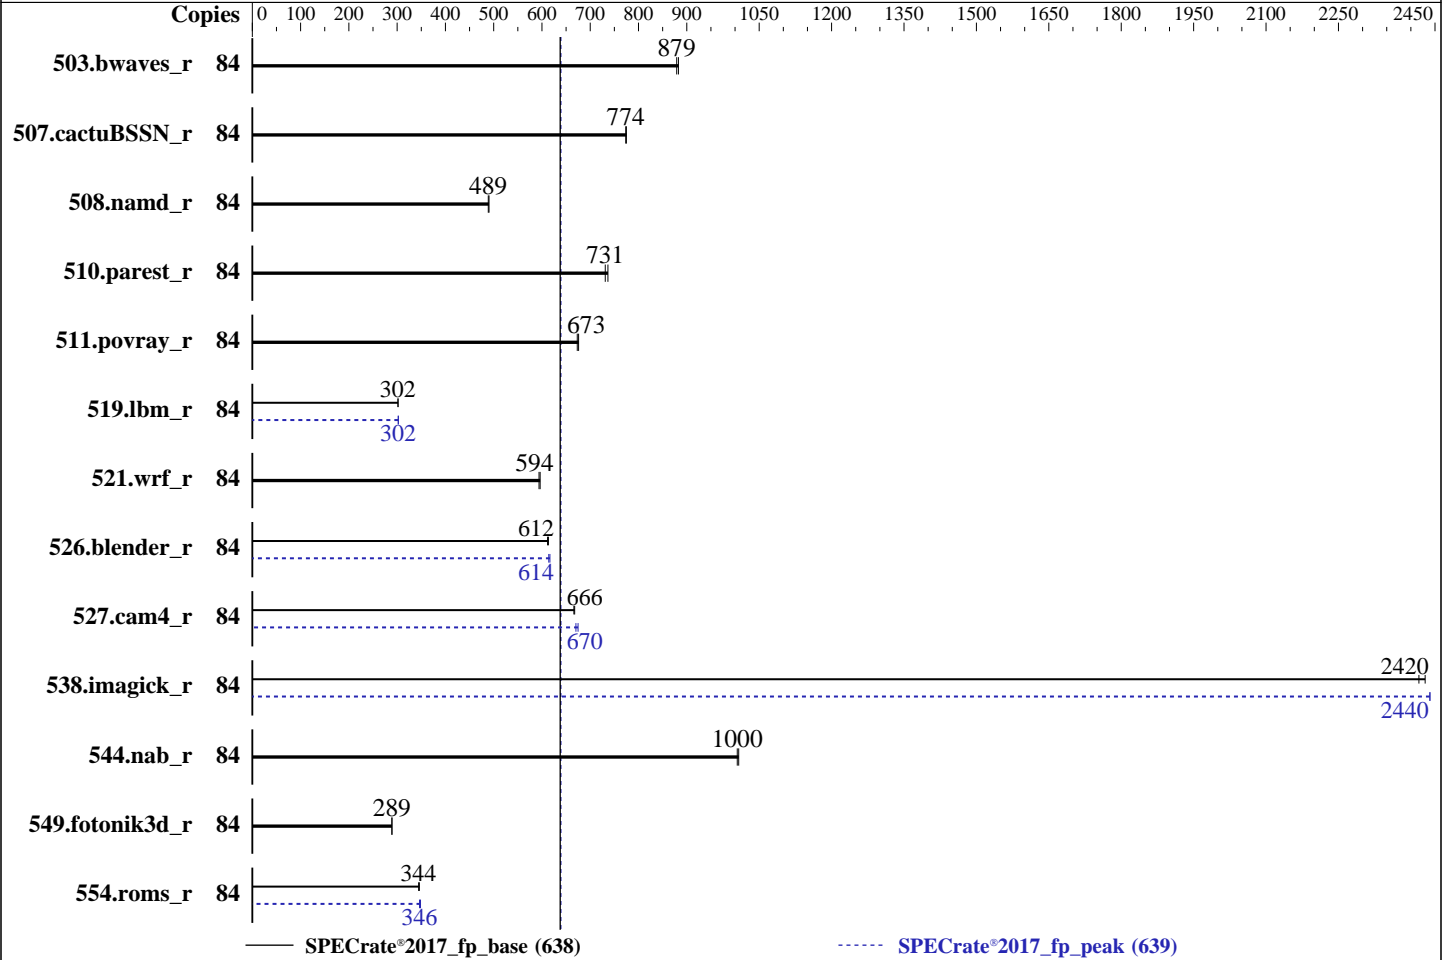 Copies 0 100 200 300 400 500 600 700 800 900 1050 1200 1350 1500 1650 1800 1950 2100 2250 2450
879
503.bwaves_r 84
774
507.cactuBSSN_r 84
489
508.namd_r 84
731
510.parest_r 84
673
511.povray_r 84
302
519.lbm_r 84
302
594
521.wrf_r 84
612
526.blender_r 84
614
666
527.cam4_r 84
670
2420
538.imagick_r 84
2440
1000
544.nab_r 84
289
549.fotonik3d_r 84
344
554.roms_r 84
346
SPECrate®2017_fp_base (638) SPECrate®2017_fp_peak (639)